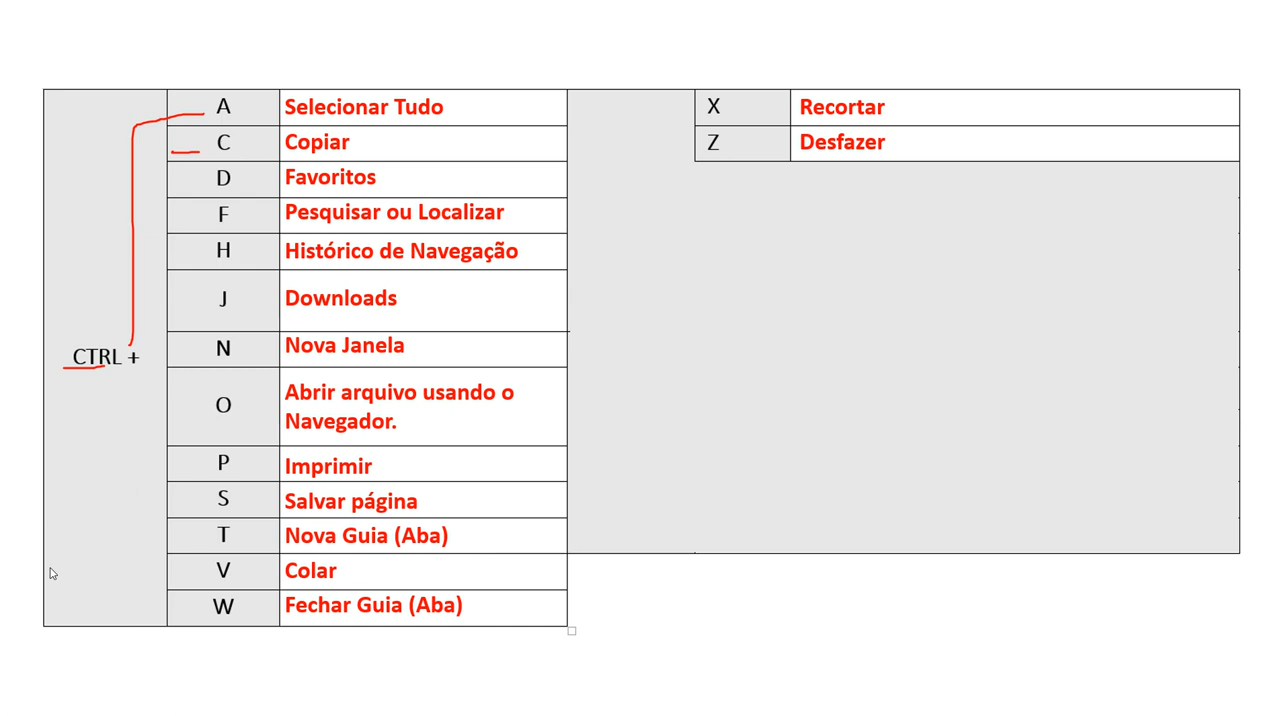 CTRL +
A Selecionar Tudo
C Copiar
D Favoritos
F Pesquisar ou Localizar
H Histórico de Navegação
J Downloads
N Nova Janela
O Abrir arquivo usando o
Navegador.
P Imprimir
S Salvar página
T Nova Guia (Aba)
V Colar
W Fechar Guia (Aba)
X Recortar
Z Desfazer